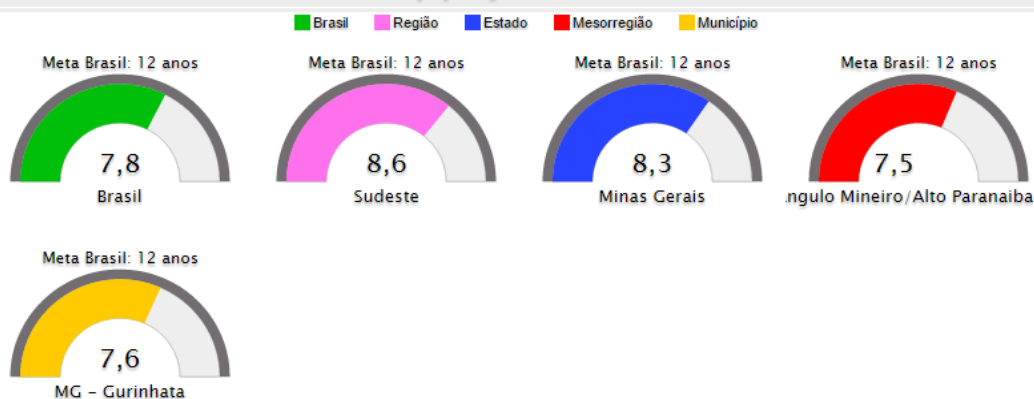 Brasil Região Estado Mesorregião Município
Meta Brasil: 12 anos Meta Brasil: 12 anos Meta Brasil: 12 anos Meta Brasil: 12 anos
7,8 8,6 8,3 7,5
Brasil Sudeste Minas Gerais ngulo Mineiro/Alto Paranaiba
Meta Brasil: 12 anos
7,6
MG – Gurinhata